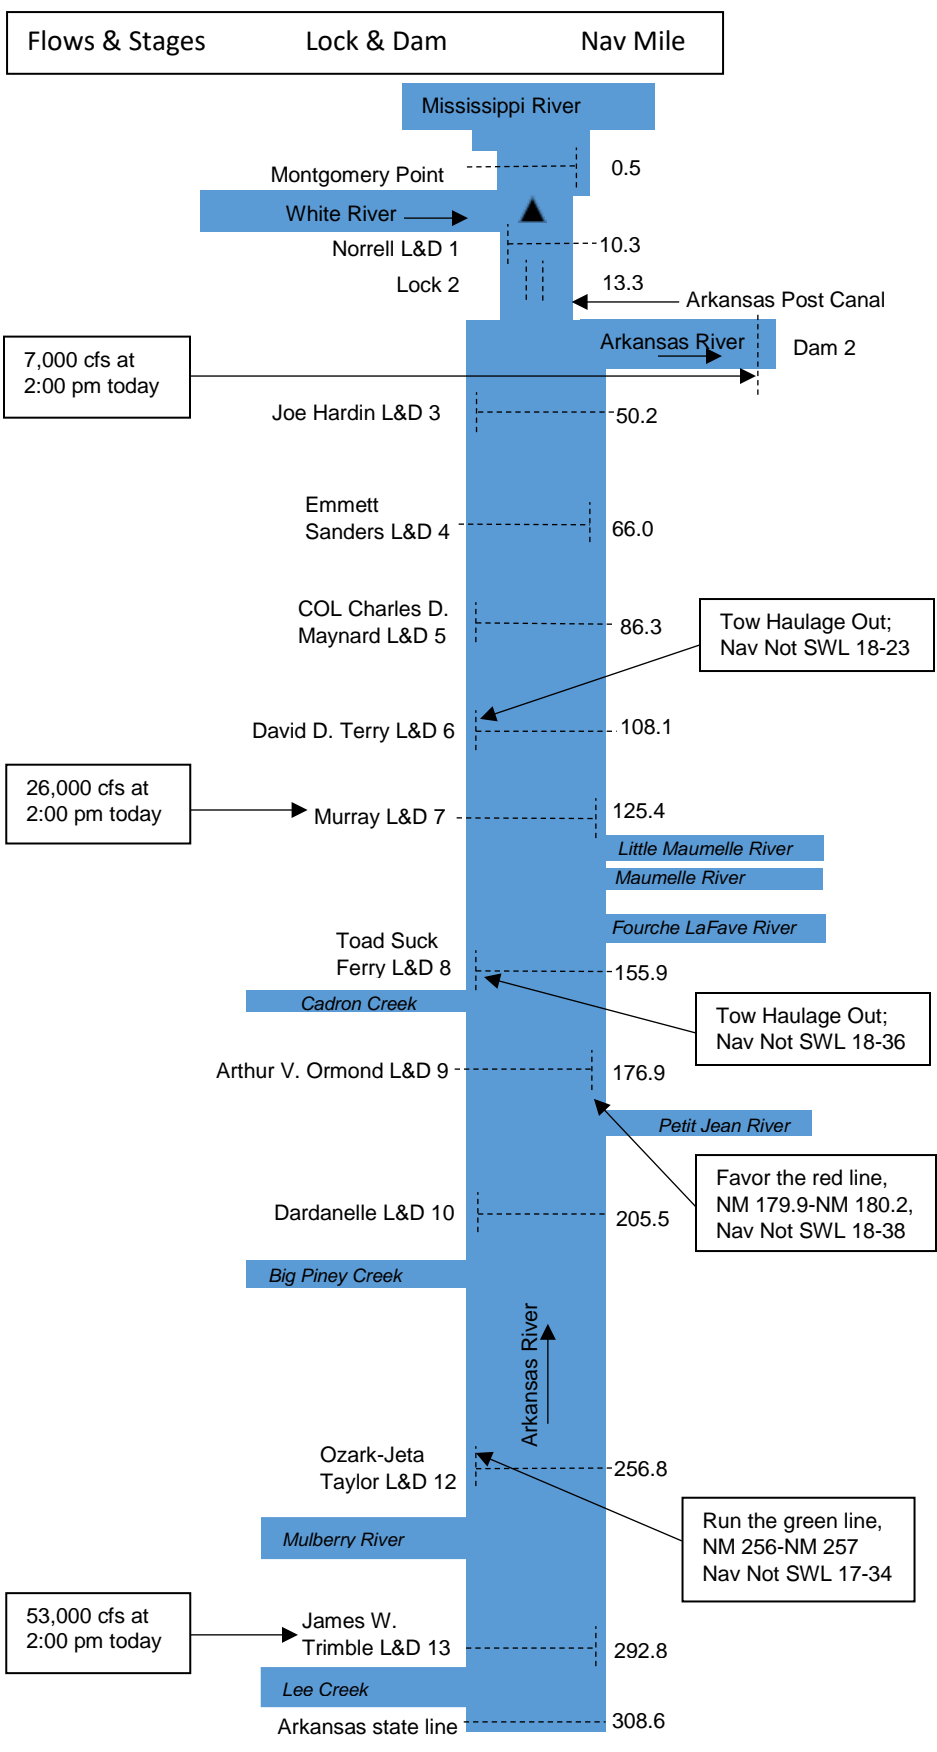 Flows & Stages Lock & Dam Nav Mile
Mississippi River
Montgomery Point 0.5
White River
Norrell L&D 1 10.3
Lock 2 13.3
Arkansas Post Canal
Arkansas River
Dam 2
7,000 cfs at
2:00 pm today
Joe Hardin L&D 3 50.2
Emmett
Sanders L&D 4 66.0
COL Charles D.
Maynard L&D 5 86.3
Tow Haulage Out;
Nav Not SWL 18-23
David D. Terry L&D 6 108.1
26,000 cfs at
2:00 pm today
Murray L&D 7 125.4
Little Maumelle River
Maumelle River
Fourche LaFave River
Toad Suck
Ferry L&D 8 155.9
Cadron Creek
Tow Haulage Out;
Nav Not SWL 18-36
Arthur V. Ormond L&D 9 176.9
Petit Jean River
Favor the red line,
NM 179.9-NM 180.2,
Nav Not SWL 18-38
Dardanelle L&D 10 205.5
Big Piney Creek
Arkansas River
Ozark-Jeta
Taylor L&D 12 256.8
Run the green line,
NM 256-NM 257
Nav Not SWL 17-34
Mulberry River
53,000 cfs at
2:00 pm today
James W.
Trimble L&D 13 292.8
Lee Creek
Arkansas state line 308.6